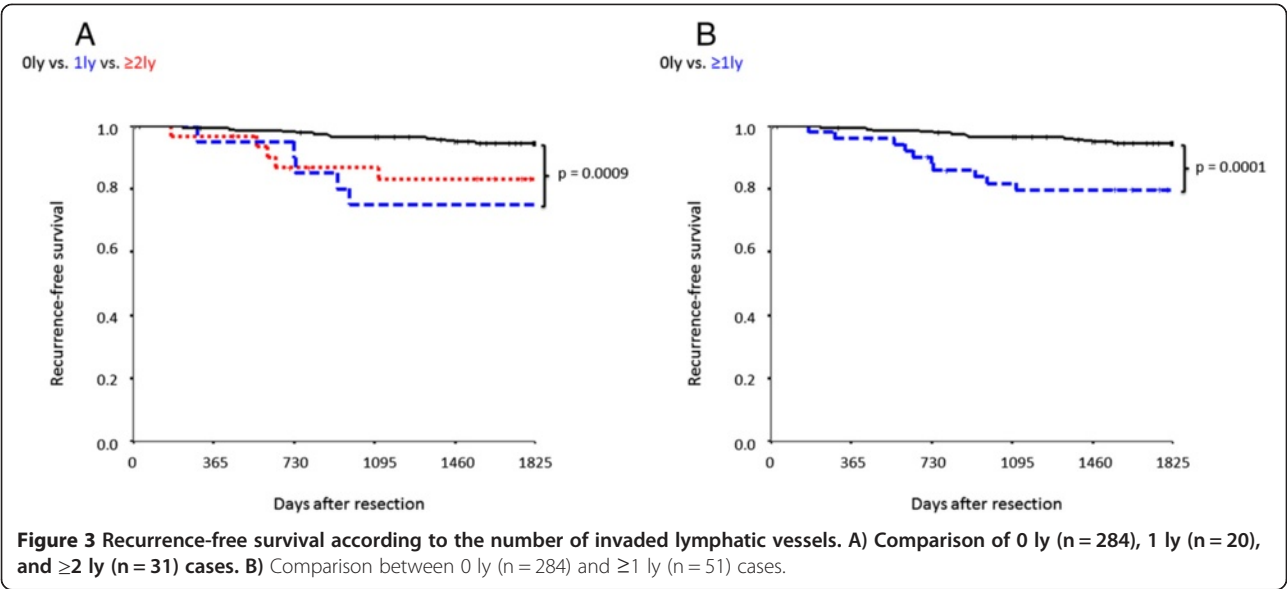 A
0ly vs. 1ly vs. ≥2ly
1.0
0.8
0.6
0.4
0.2
0.0
Recurrence-free survival
0 365 730 1095 1460 1825
Days after resection
p = 0.0009
B
0ly vs. ≥1ly
1.0
0.8
0.6
0.4
0.2
0.0
Recurrence-free survival
0 365 730 1095 1460 1825
Days after resection
p = 0.0001
Figure 3 Recurrence-free survival according to the number of invaded lymphatic vessels. A) Comparison of 0 ly (n = 284), 1 ly (n = 20),
and ≥2 ly (n = 31) cases. B) Comparison between 0 ly (n = 284) and ≥1 ly (n = 51) cases.